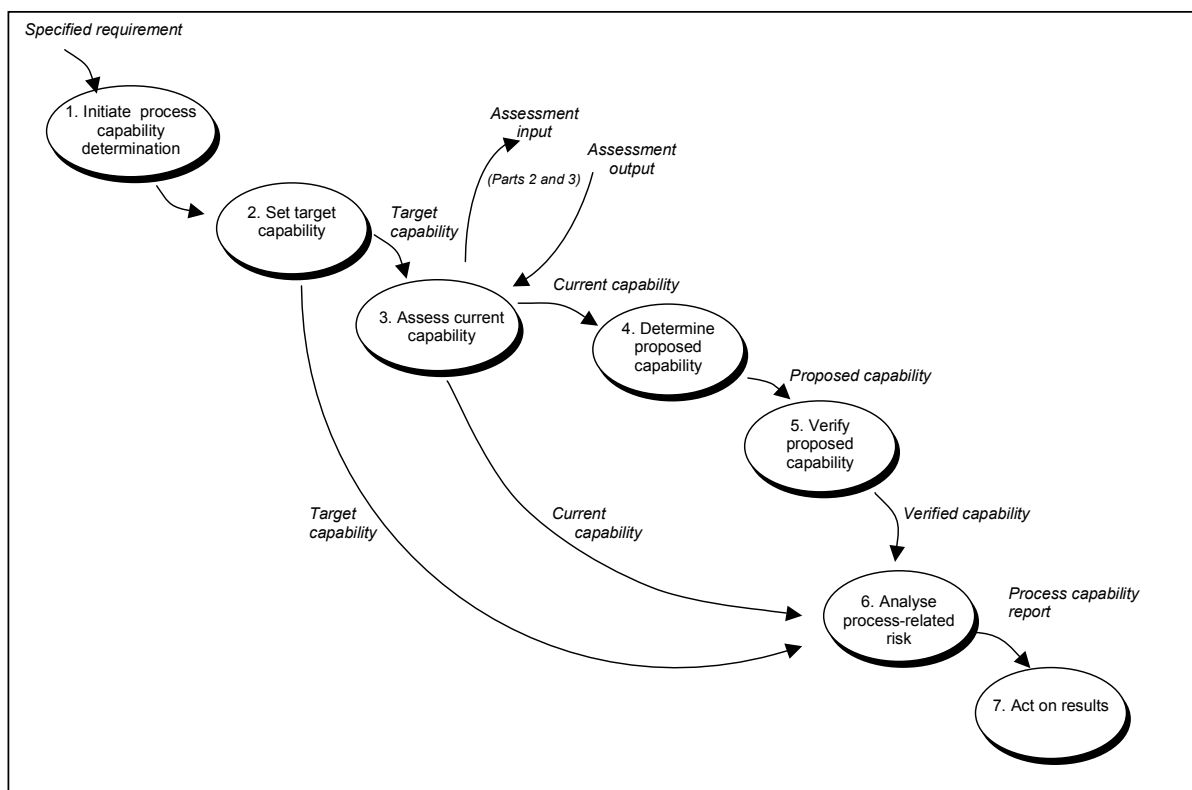 Specified requirement
1. Initiate process
capability
determination
Assessment
input
Assessment
output
(Parts 2 and 3)
2. Set target
capability
Target
capability
3. Assess current
capability
Current capability
4. Determine
proposed
capability
Proposed capability
5. Verify
proposed
capability
Target
capability
Current
capability
Verified capability
6. Analyse
process-related
risk
Process capability
report
7. Act on results